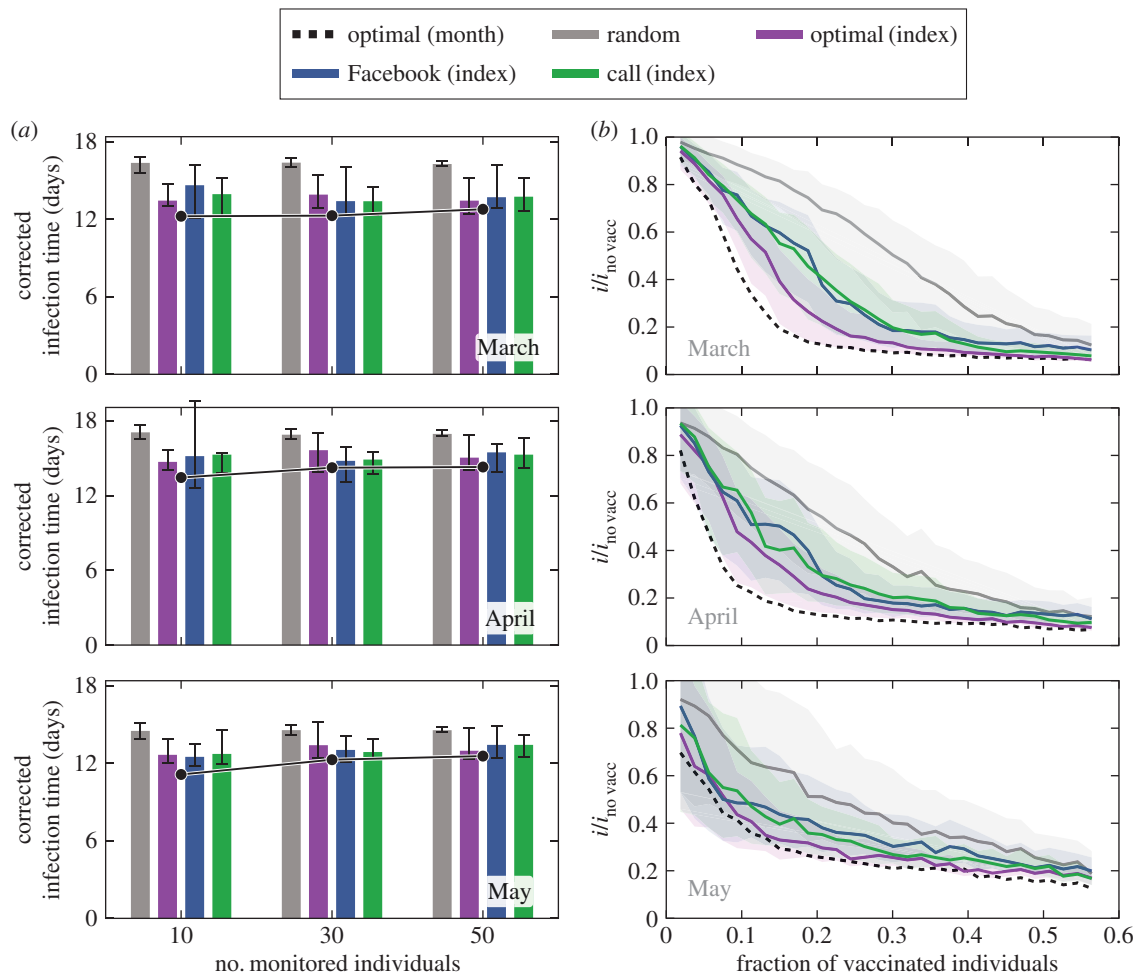 optimal (month) random optimal (index)
Facebook (index) call (index)
(a)
18
12
6
0
corrected
infection time (days)
March
18
12
6
0
corrected
infection time (days)
April
18
12
6
0
corrected
infection time (days)
May
10 30 50
no. monitored individuals
(b)
1.0
0.8
0.6
0.4
0.2
0
i/i no vacc
March
1.0
0.8
0.6
0.4
0.2
0
i/i no vacc
April
1.0
0.8
0.6
0.4
0.2
0
i/i no vacc
May
0 0.1 0.2 0.3 0.4 0.5 0.6
fraction of vaccinated individuals